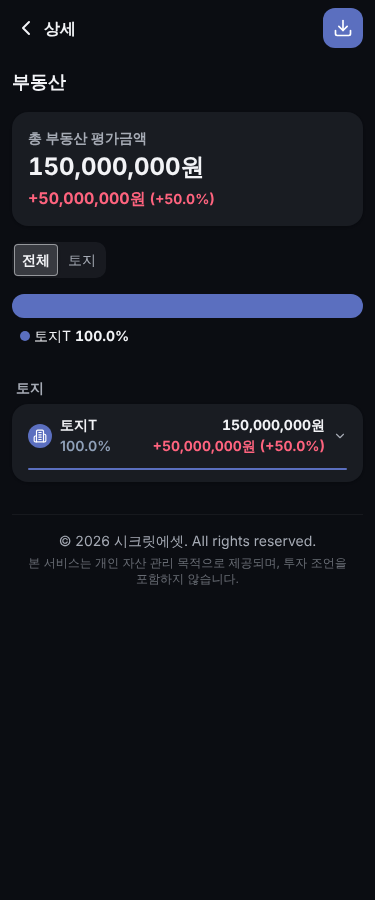 상세
부동산
총 부동산 평가금액
150,000,000원
+50,000,000원 (+50.0%)
전체 토지
토지T 100.0%
토지
토지T 150,000,000원
100.0% +50,000,000원 (+50.0%)
© 2026 시크릿에셋. All rights reserved.
본 서비스는 개인 자산 관리 목적으로 제공되며, 투자 조언을
포함하지 않습니다.